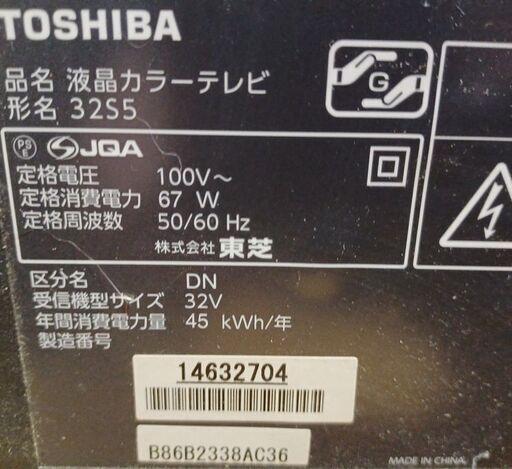 TOSHIBA
品名 液晶カラーテレビ
形名 32S5
G
PS E JQA
定格電圧 100V～
定格消費電力 67 W
定格周波数 50/60 Hz
株式会社 東芝
区分名 DN
受信機型サイズ 32V
年間消費電力量 45 kWh/年
製造番号
14632704
B86B2338AC36
MADE IN CHINA